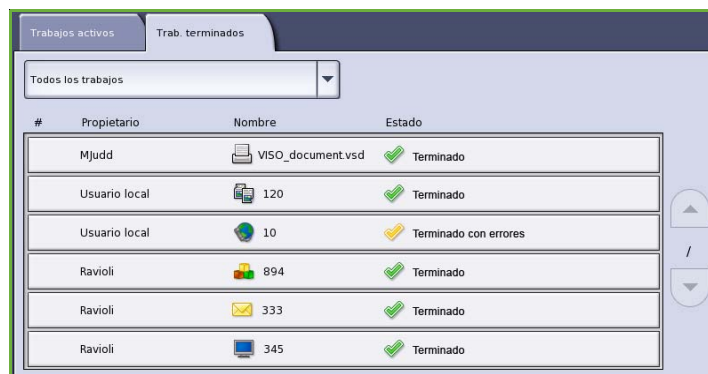 Trabajos activos Trab. terminados
Todos los trabajos
# Propietario Nombre Estado
MJudd VISO_document.vsd Terminado
Usuario local 120 Terminado
Usuario local 10 Terminado con errores
/
Ravioli 894 Terminado
Ravioli 333 Terminado
Ravioli 345 Terminado